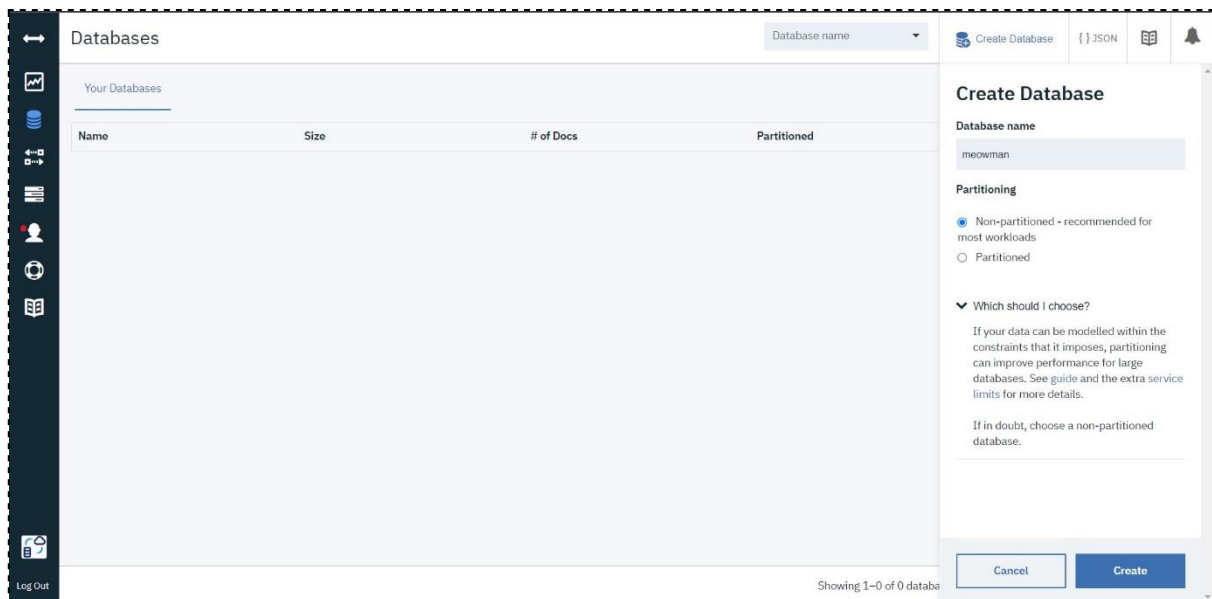 Databases
Database name
Create Database
{ } JSON
Your Databases
Name Size # of Docs Partitioned
Create Database
Database name
meowman
Partitioning
Non-partitioned - recommended for
most workloads
Partitioned
Which should I choose?
If your data can be modelled within the
constraints that it imposes, partitioning
can improve performance for large
databases. See guide and the extra service
limits for more details.
If in doubt, choose a non-partitioned
database.
Cancel
Create
Log Out
Showing 1–0 of 0 databa